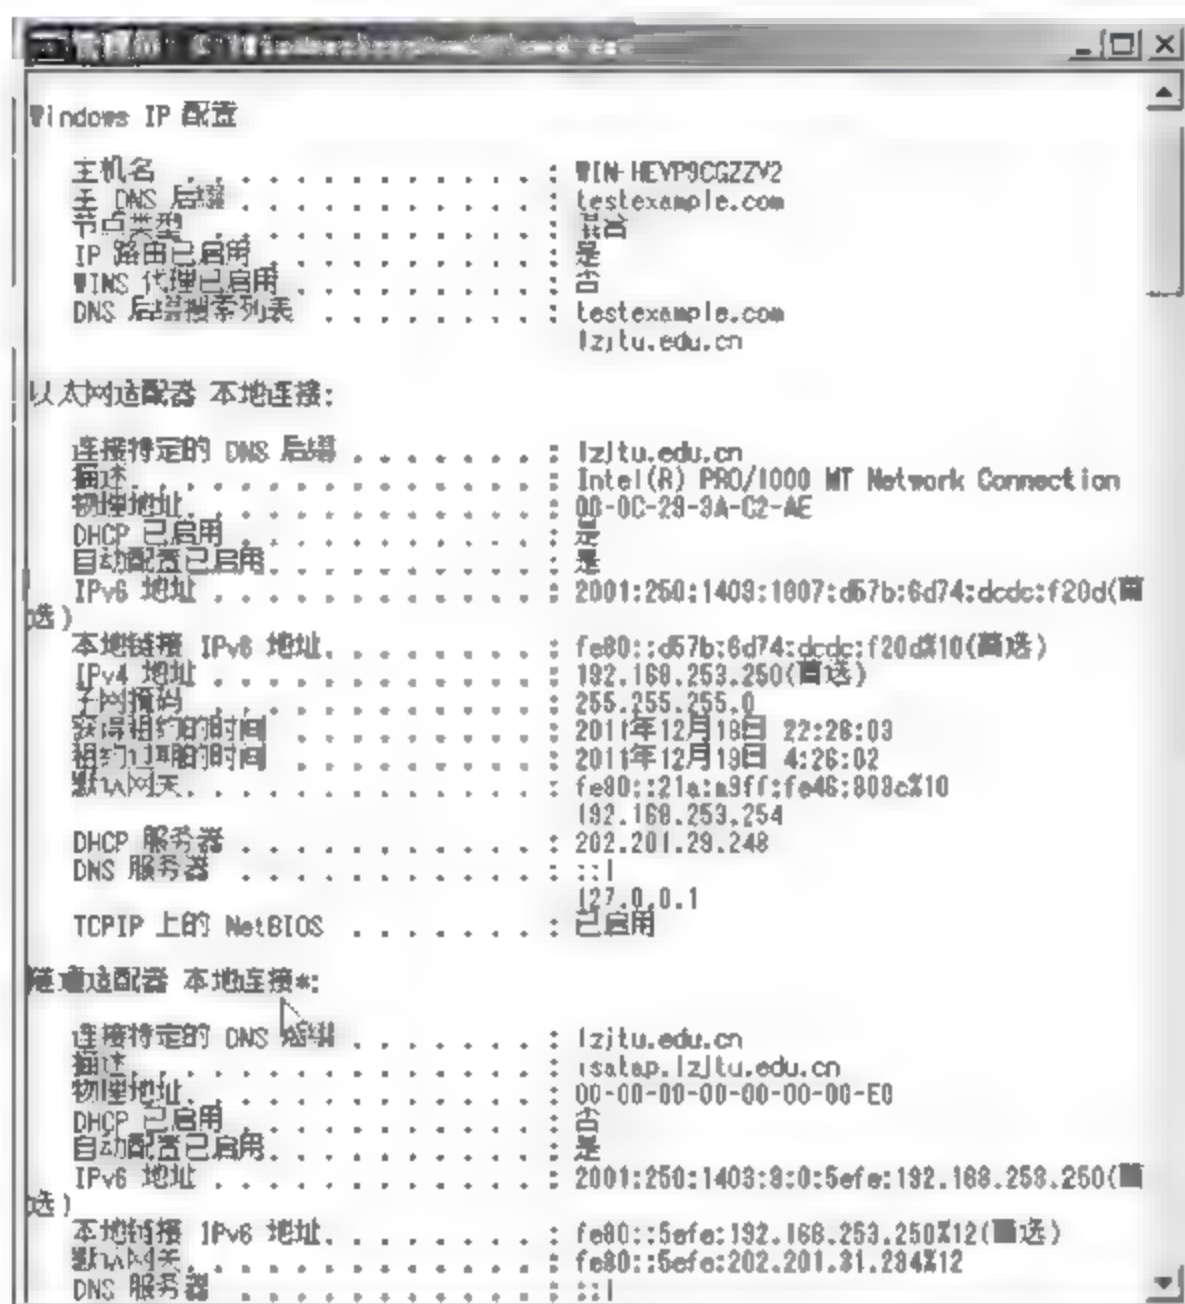 Windows IP 配置
主机名 . . . . . . . . . . . . . : WIN-HEVP9CGZZV2
主 DNS 后缀 . . . . . . . . . . . : testexample.com
节点类型 . . . . . . . . . . . . : 混合
IP 路由已启用 . . . . . . . . . . : 是
WINS 代理已启用 . . . . . . . . . : 否
DNS 后缀搜索列表 . . . . . . . . : testexample.com
lzjtu.edu.cn
以太网适配器 本地连接:
连接特定的 DNS 后缀 . . . . . . . : lzjtu.edu.cn
描述. . . . . . . . . . . . . . . : Intel(R) PRO/1000 MT Network Connection
物理地址. . . . . . . . . . . . . : 00-0C-29-3A-C2-AE
DHCP 已启用 . . . . . . . . . . . : 是
自动配置已启用. . . . . . . . . . : 是
IPv6 地址 . . . . . . . . . . . . : 2001:250:1403:1007:d57b:6d74:dcdc:f20d(首
选)
本地链接 IPv6 地址. . . . . . . . : fe80::d57b:6d74:dcdc:f20d%10(首选)
IPv4 地址 . . . . . . . . . . . . : 192.168.253.250(首选)
子网掩码 . . . . . . . . . . . . : 255.255.255.0
获得租约的时间 . . . . . . . . . : 2011年12月18日 22:26:03
租约过期的时间 . . . . . . . . . : 2011年12月19日 4:26:02
默认网关. . . . . . . . . . . . . :
192.168.253.254
DHCP 服务器 . . . . . . . . . . . : 202.201.29.248
DNS 服务器 . . . . . . . . . . . : ::1
127.0.0.1
TCPIP 上的 NetBIOS . . . . . . . : 已启用
隧道适配器 本地连接*:
连接特定的 DNS 后缀 . . . . . . . : lzjtu.edu.cn
描述. . . . . . . . . . . . . . . : isatap.lzjtu.edu.cn
物理地址. . . . . . . . . . . . . : 00-00-00-00-00-00-00-E0
DHCP 已启用 . . . . . . . . . . . : 否
自动配置已启用. . . . . . . . . . : 是
IPv6 地址 . . . . . . . . . . . . : 2001:250:1403:8:0:5efe:192.168.253.250(首
选)
本地链接 IPv6 地址. . . . . . . . : fe80::5efe:192.168.253.250%12(首选)
默认网关. . . . . . . . . . . . . : fe80::5efe:202.201.31.234%12
DNS 服务器 . . . . . . . . . . . : ::1